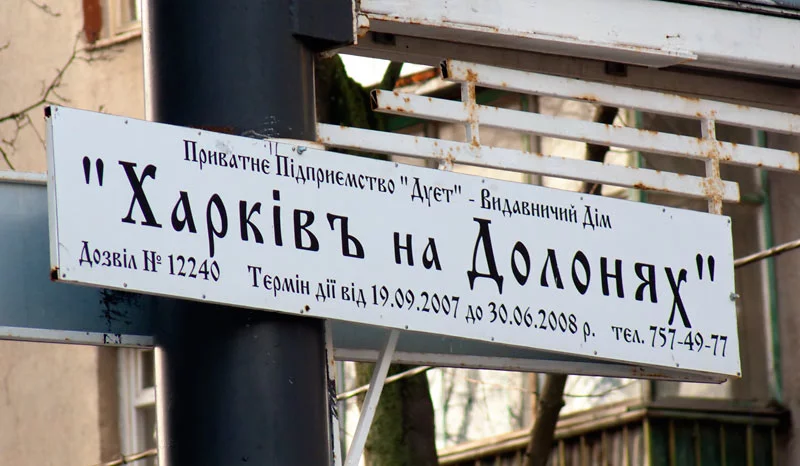 Приватне Підприємство "Дует" - Видавничий Дім
"Харківъ на Долонях"
Дозвіл № 12240 Термін дії від 19.09.2007 до 30.06.2008 р. тел. 757-49-77